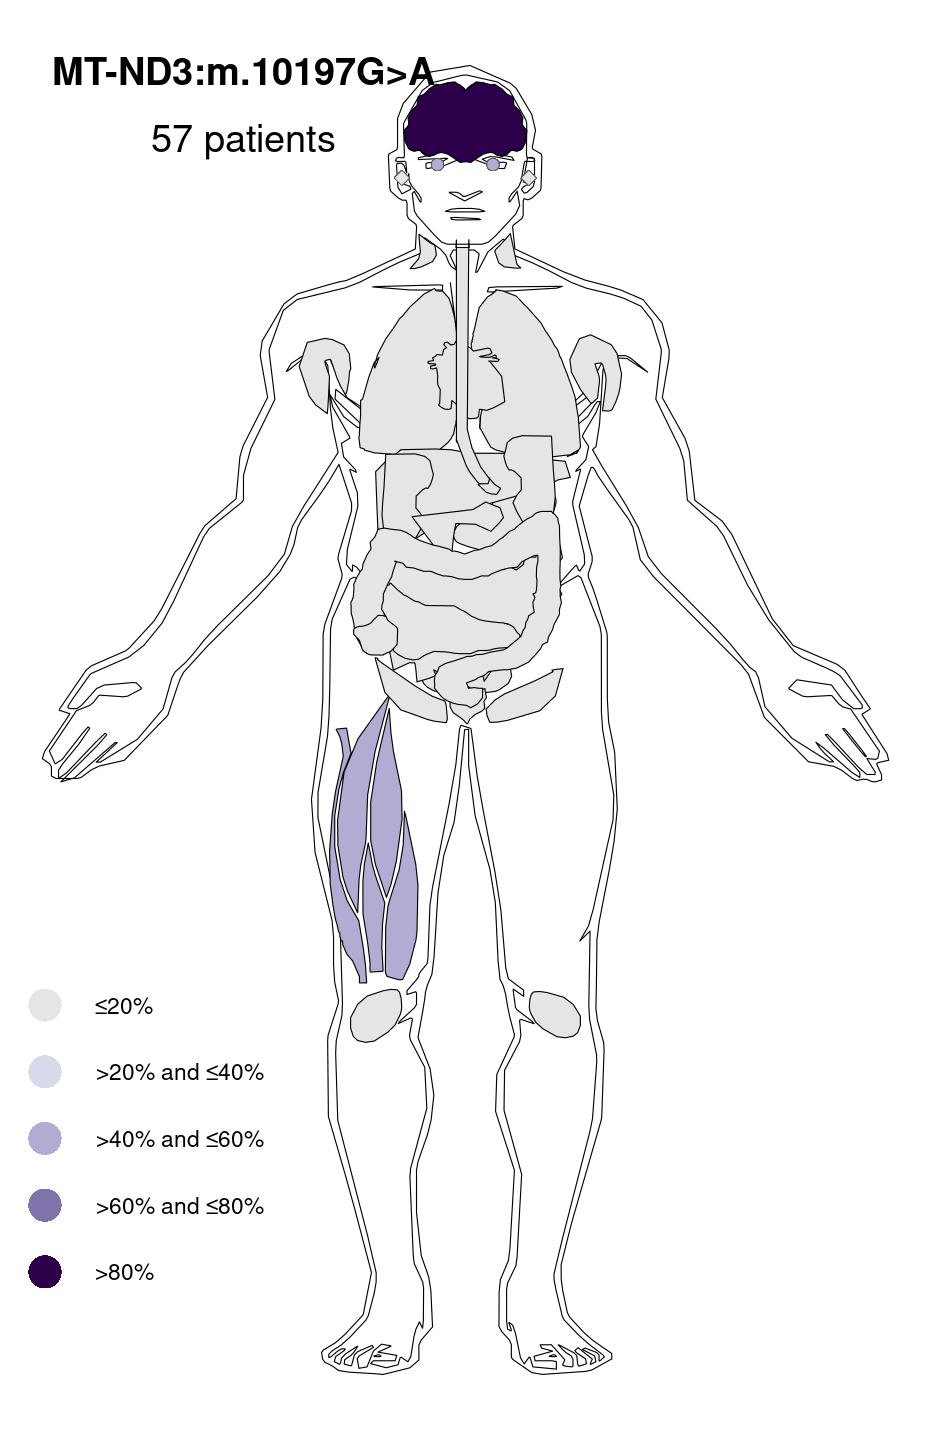 MT-ND3:m.10197G>A
57 patients
≤20%
>20% and ≤40%
>40% and ≤60%
>60% and ≤80%
>80%